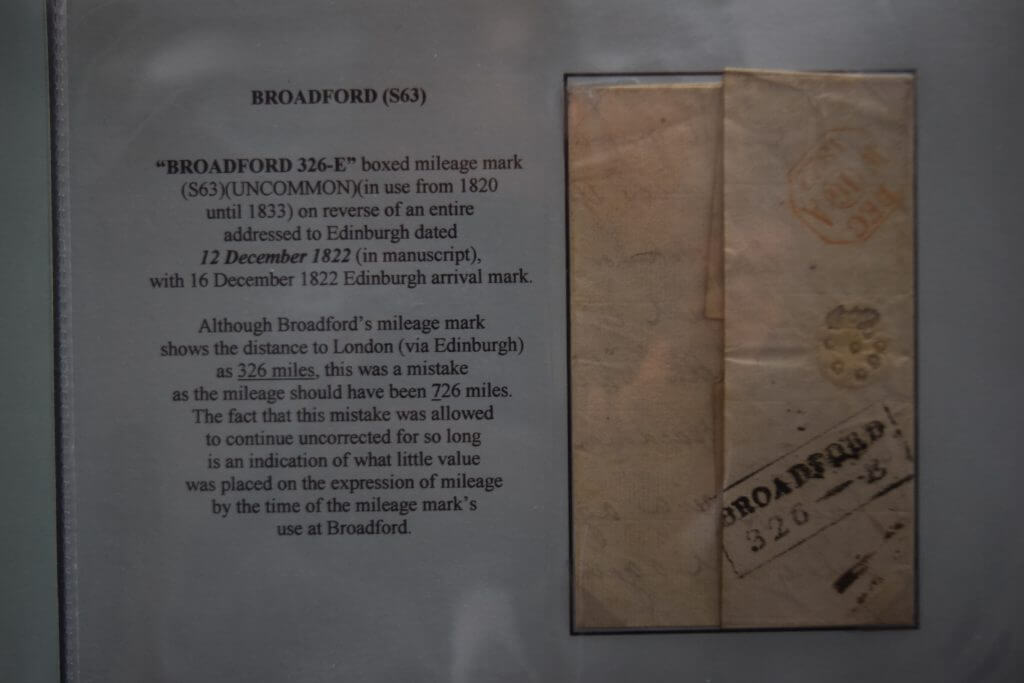 BROADFORD (S63)
“BROADFORD 326-E” boxed mileage mark
(S63)(UNCOMMON)(in use from 1820
until 1833) on reverse of an entire
addressed to Edinburgh dated
12 December 1822 (in manuscript),
with 16 December 1822 Edinburgh arrival mark.
Although Broadford’s mileage mark
shows the distance to London (via Edinburgh)
as 326 miles, this was a mistake
as the mileage should have been 726 miles.
The fact that this mistake was allowed
to continue uncorrected for so long
is an indication of what little value
was placed on the expression of mileage
by the time of the mileage mark’s
use at Broadford.
DEC
BROADFORD
326-E